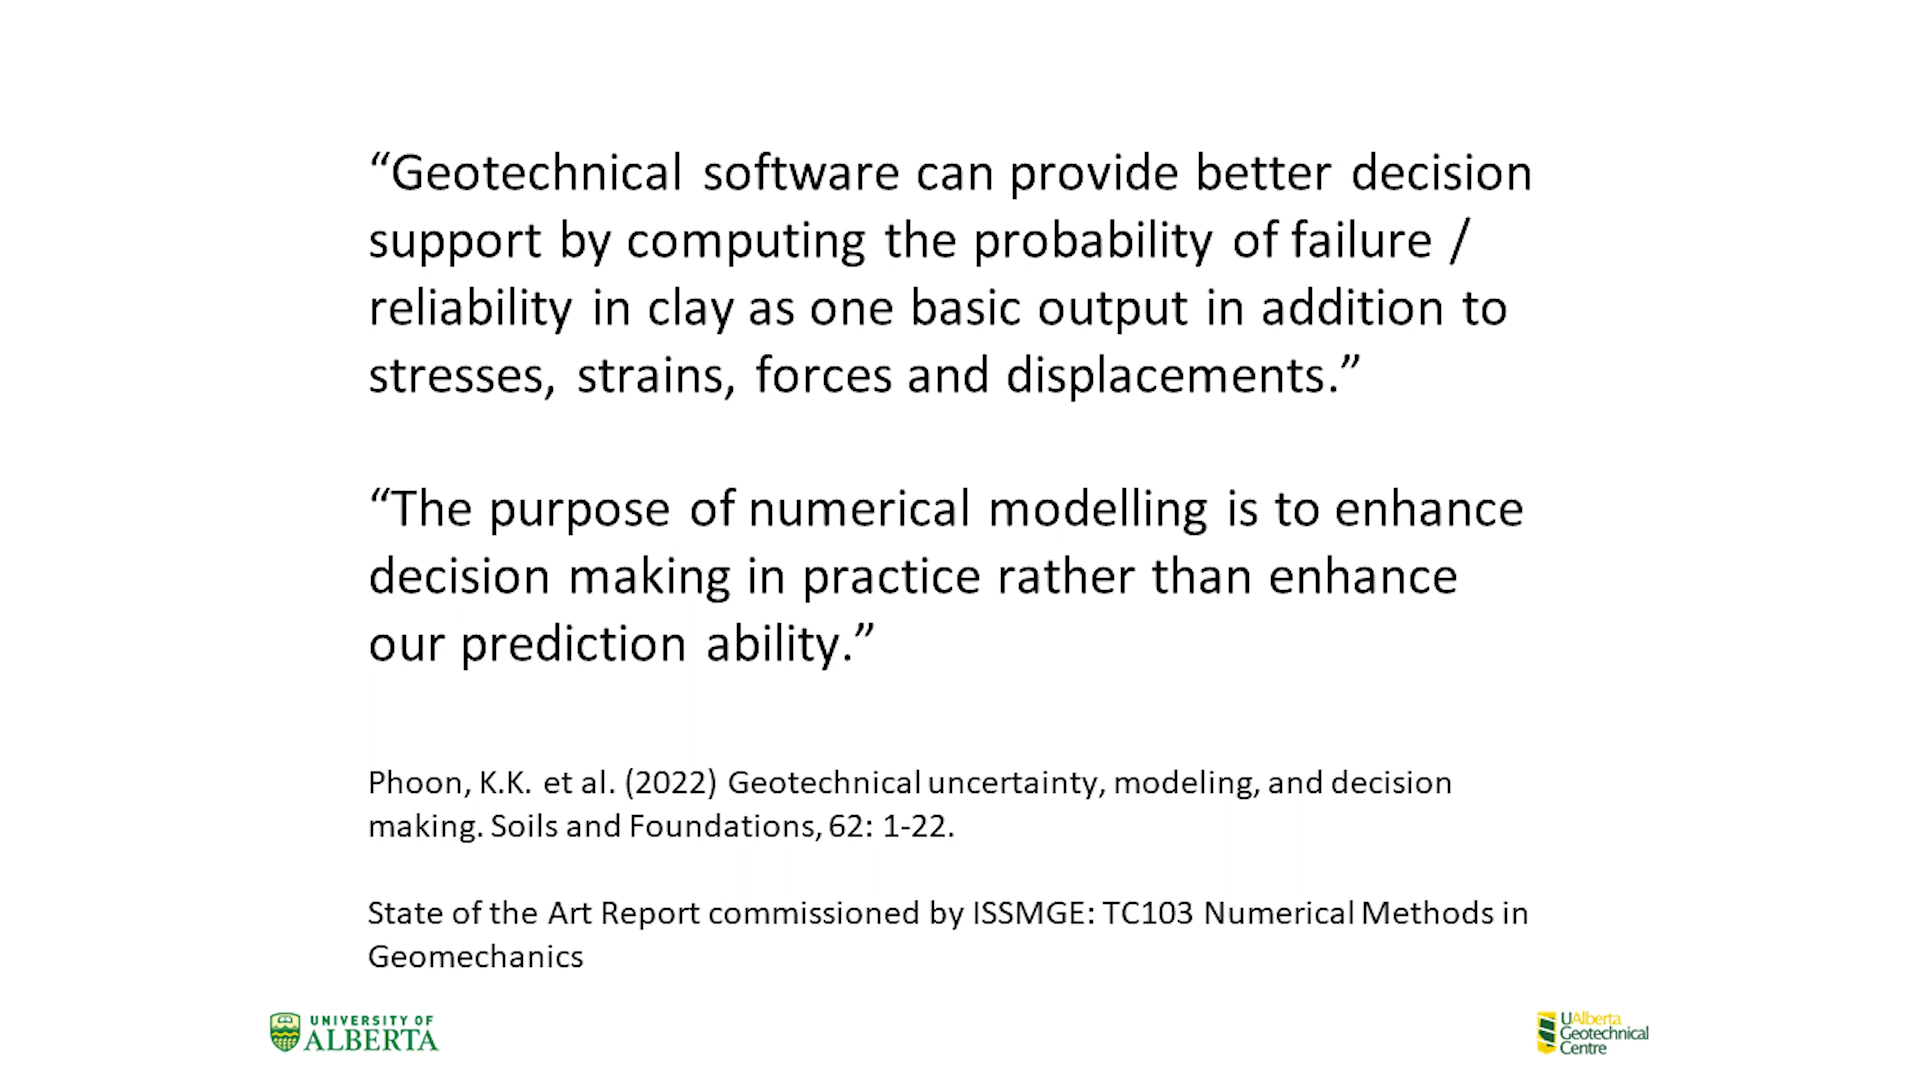 “Geotechnical software can provide better decision
support by computing the probability of failure /
reliability in clay as one basic output in addition to
stresses, strains, forces and displacements.”
“The purpose of numerical modelling is to enhance
decision making in practice rather than enhance
our prediction ability.”
Phoon, K.K. et al. (2022) Geotechnical uncertainty, modeling, and decision
making. Soils and Foundations, 62: 1-22.
State of the Art Report commissioned by ISSMGE: TC103 Numerical Methods in
Geomechanics
UNIVERSITY OF
ALBERTA
UAlberta
Geotechnical
Centre